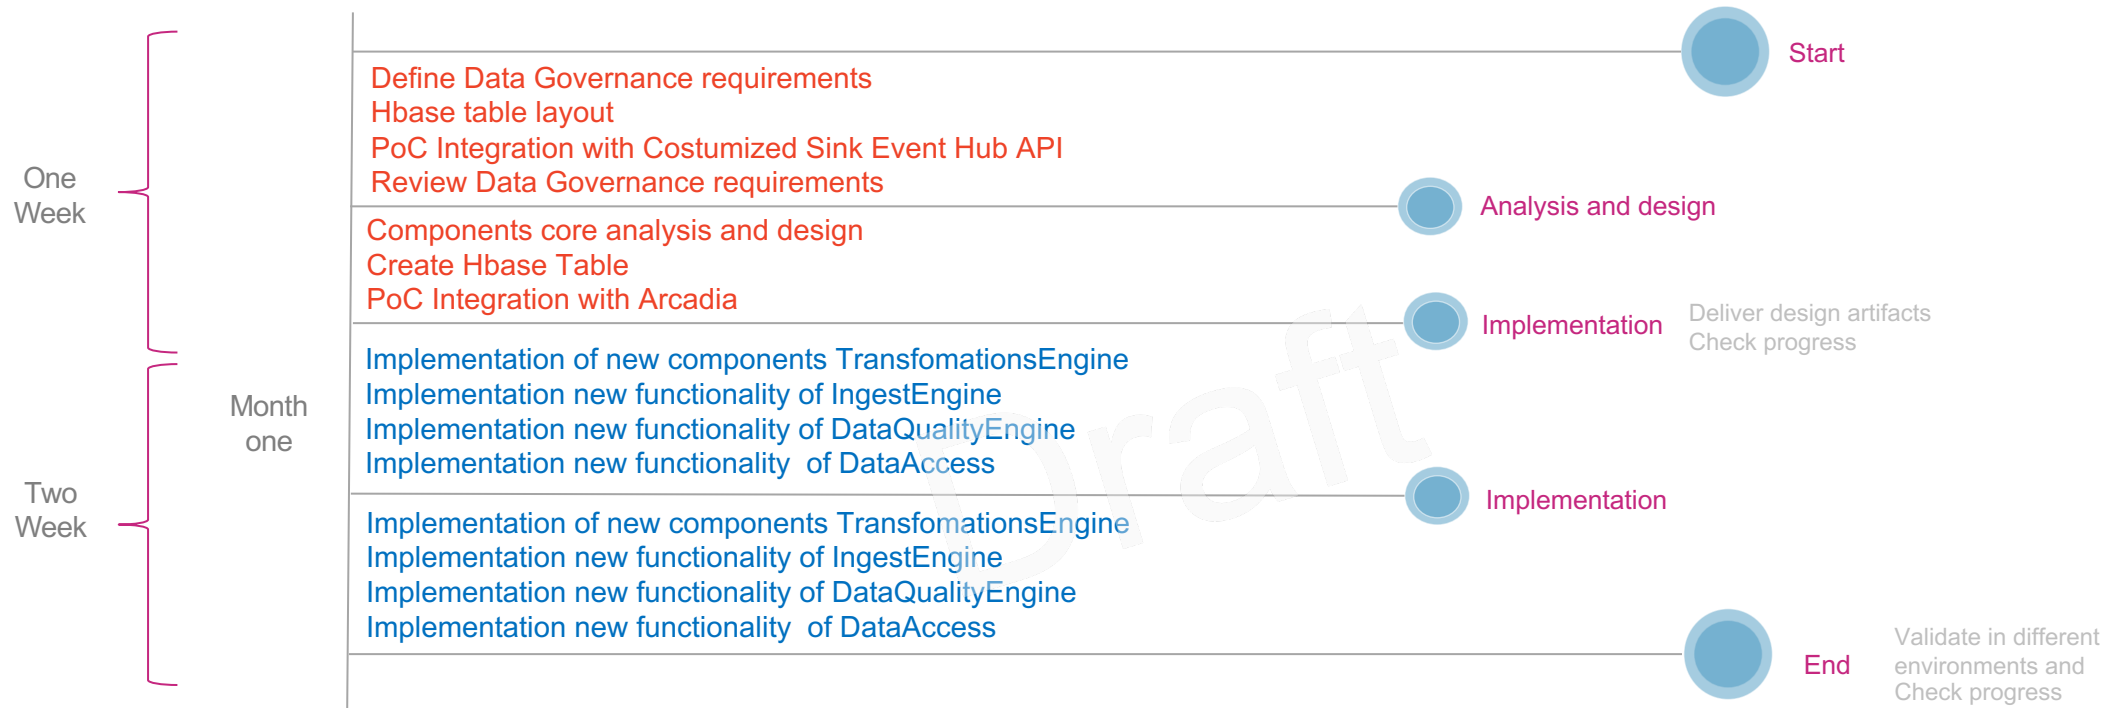 Start
Define Data Governance requirements
Hbase table layout
PoC Integration with Costumized Sink Event Hub API
Review Data Governance requirements
One
Week
Analysis and design
Components core analysis and design
Create Hbase Table
PoC Integration with Arcadia
Implementation
Deliver design artifacts
Check progress
Implementation of new components TransfomationsEngine
Implementation new functionality of IngestEngine
Implementation new functionality of DataQualityEngine
Implementation new functionality  of DataAccess
Month
one
Draft
Two
Week
Implementation
Implementation of new components TransfomationsEngine
Implementation new functionality of IngestEngine
Implementation new functionality of DataQualityEngine
Implementation new functionality  of DataAccess
End
Validate in different
environments and
Check progress